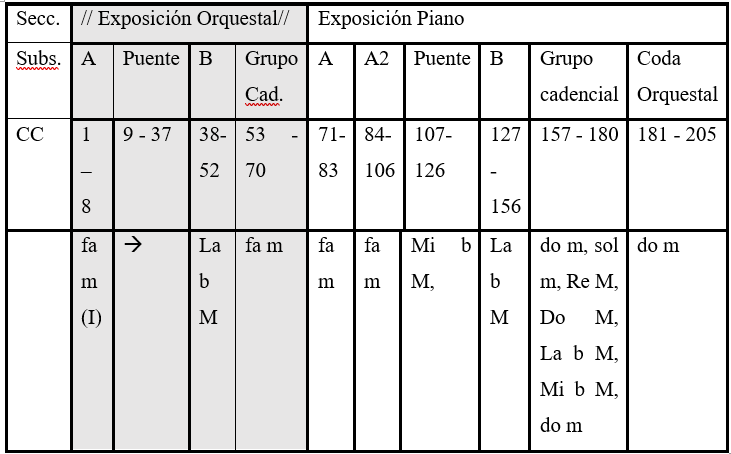 Secc. // Exposición Orquestal// Exposición Piano
Subs. A Puente B Grupo Cad. A A2 Puente B Grupo cadencial Coda Orquestal
CC 1 – 8 9 - 37 38-52 53 - 70 71-83 84-106 107-126 127 - 156 157 - 180 181 - 205
fa m (I) → La b M fa m fa m fa m Mi b M, La b M do m, sol m, Re M, Do M, La b M, Mi b M, do m do m